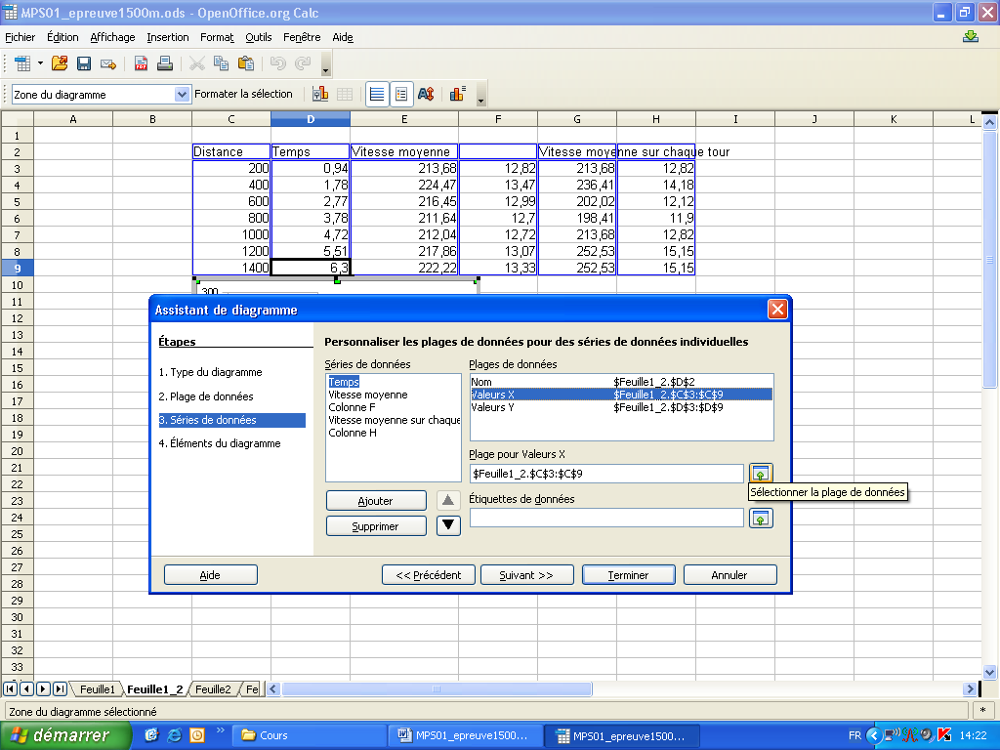 MPS01_epreuve1500m.ods - OpenOffice.org Calc
Fichier Édition Affichage Insertion Format Outils Fenêtre Aide
Zone du diagramme Formater la sélection
A B C D E F G H I J K L
1
2 Distance Temps Vitesse moyenne Vitesse moyenne sur chaque tour
3 200 0,94 213,68 12,82 213,68 12,82
4 400 1,78 224,47 13,47 236,41 14,18
5 600 2,77 216,45 12,99 202,02 12,12
6 800 3,78 211,64 12,7 198,41 11,9
7 1000 4,72 212,04 12,72 213,68 12,82
8 1200 5,51 217,86 13,07 252,53 15,15
9 1400 6,3 222,22 13,33 252,53 15,15
10
300
11
12
13
14
15
16
17
18
19
20
21
22
23
24
25
26
27
28
29
30
31
32
33
Assistant de diagramme
Étapes
1. Type du diagramme
2. Plage de données
3. Séries de données
4. Éléments du diagramme
Personnaliser les plages de données pour des séries de données individuelles
Séries de données
Temps
Vitesse moyenne
Colonne F
Vitesse moyenne sur chaque
Colonne H
Ajouter
Supprimer
Plages de données
Nom $Feuille1_2.$D$2
Valeurs X $Feuille1_2.$C$3:$C$9
Valeurs Y $Feuille1_2.$D$3:$D$9
Plage pour Valeurs X
$Feuille1_2.$C$3:$C$9
Sélectionner la plage de données
Étiquettes de données
Aide << Précédent Suivant >> Terminer Annuler
Feuille1 Feuille1_2 Feuille2 Fe
Zone du diagramme sélectionné *
démarrer Cours MPS01_epreuve1500... MPS01_epreuve1500... FR 14:22